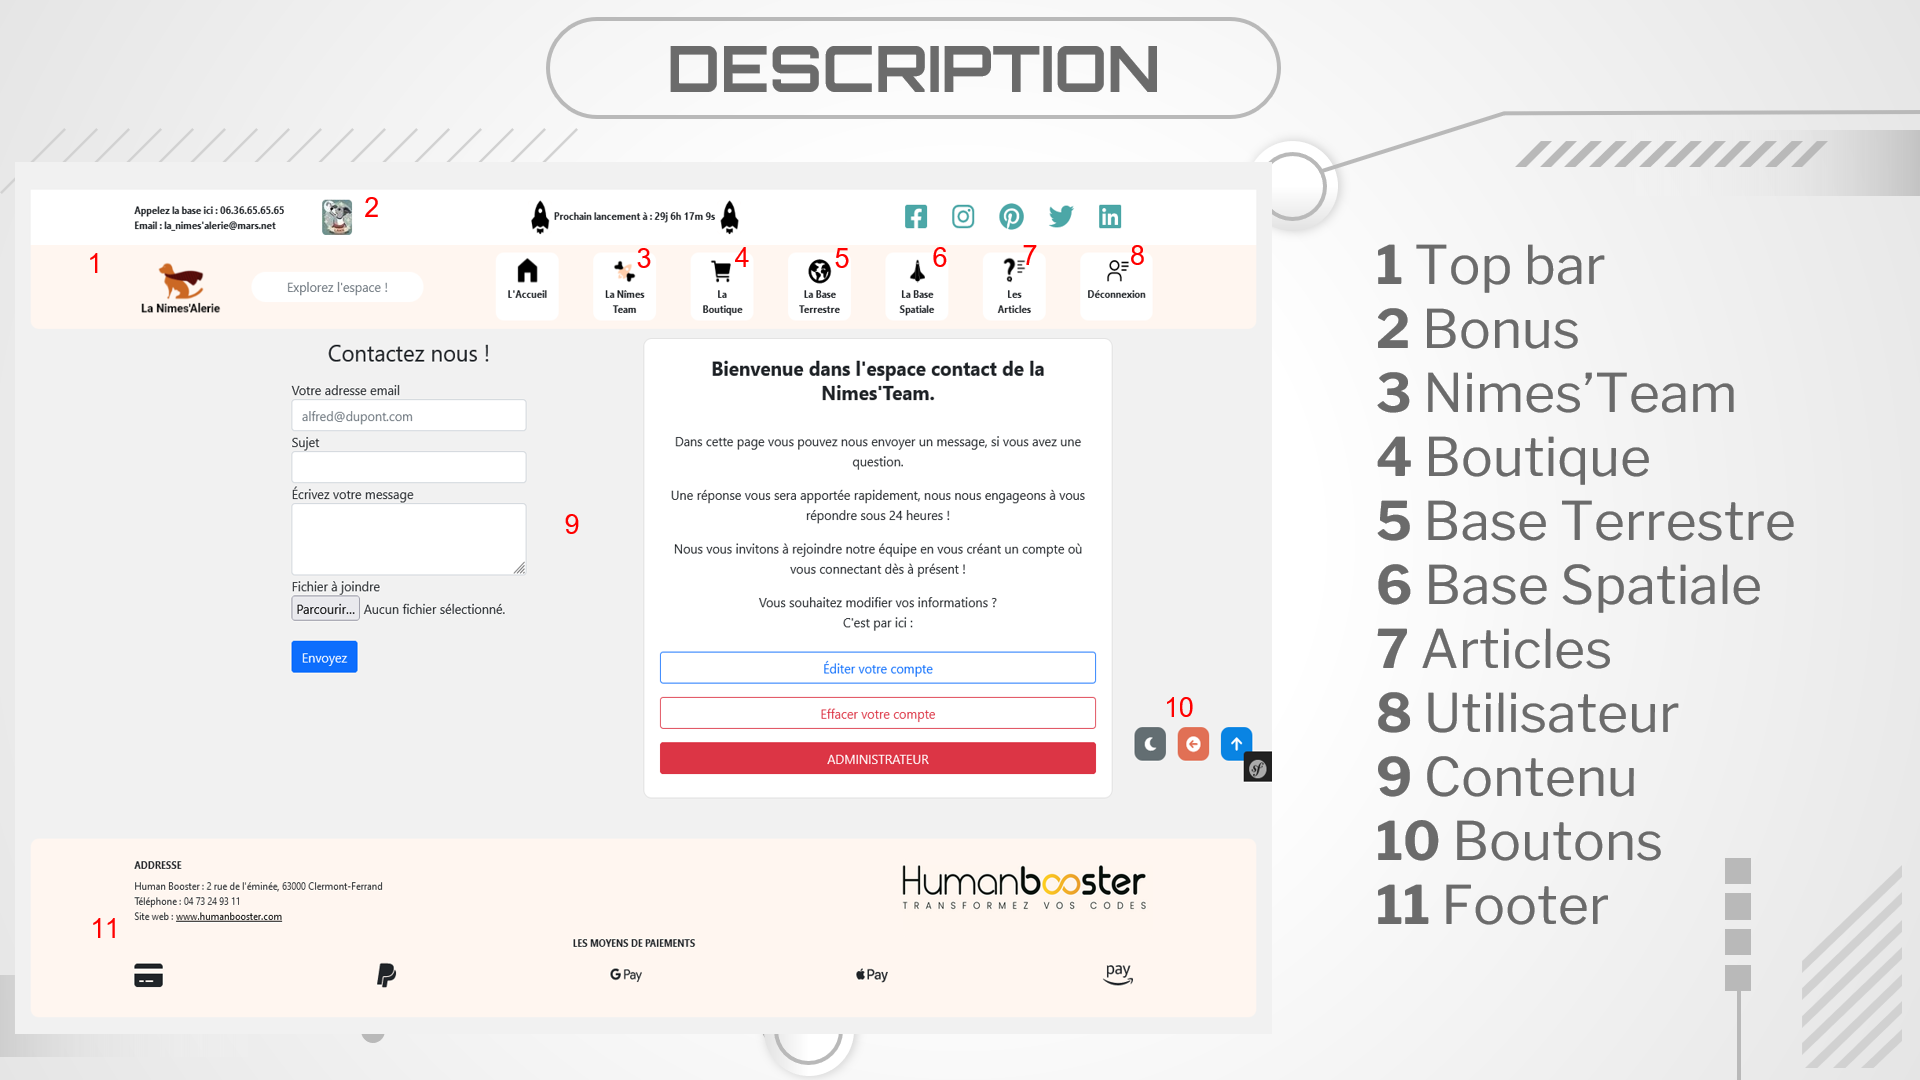 DESCRIPTION
Appelez la base ici : 06.36.65.65.65
Email : la_nimes'alerie@mars.net
2
Prochain lancement à : 29j 6h 17m 9s
1
La Nimes'Alerie
Explorez l'espace !
L'Accueil
3
La Nîmes
Team
4
La
Boutique
5
La Base
Terrestre
6
La Base
Spatiale
7
Les
Articles
8
Déconnexion
Contactez nous !
Votre adresse email
alfred@dupont.com
Sujet
Écrivez votre message
9
Fichier à joindre
Parcourir... Aucun fichier sélectionné.
Envoyez
Bienvenue dans l'espace contact de la
Nimes'Team.
Dans cette page vous pouvez nous envoyer un message, si vous avez une
question.
Une réponse vous sera apportée rapidement, nous nous engageons à vous
répondre sous 24 heures !
Nous vous invitons à rejoindre notre équipe en vous créant un compte où
vous connectant dès à présent !
Vous souhaitez modifier vos informations ?
C'est par ici :
Éditer votre compte
Effacer votre compte
ADMINISTRATEUR
10
sf
ADDRESSE
Human Booster : 2 rue de l'éminée, 63000 Clermont-Ferrand
Téléphone : 04 73 24 93 11
Site web : www.humanbooster.com
11
Humanbooster
TRANSFORMEZ VOS CODES
LES MOYENS DE PAIEMENTS
G Pay
Pay
pay
1 Top bar
2 Bonus
3 Nimes’Team
4 Boutique
5 Base Terrestre
6 Base Spatiale
7 Articles
8 Utilisateur
9 Contenu
10 Boutons
11 Footer